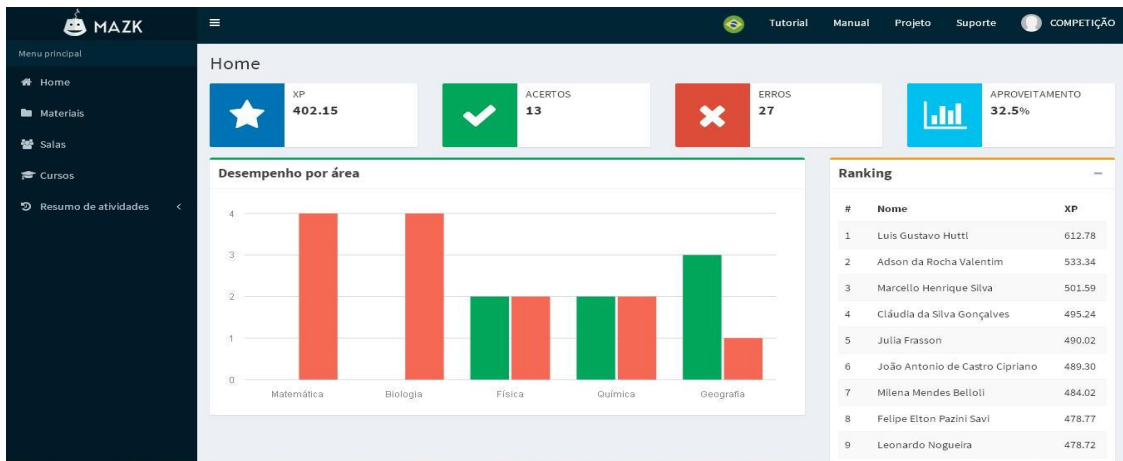 MAZK
Tutorial Manual Projeto Suporte COMPETIÇÃO
Menu principal
Home
Materiais
Salas
Cursos
Resumo de atividades
Home
XP
402.15
ACERTOS
13
ERROS
27
APROVEITAMENTO
32.5%
Desempenho por área
4
3
2
1
0
Matemática Biologia Física Química Geografia
Ranking
# Nome XP
1 Luis Gustavo Huttl 612.78
2 Adson da Rocha Valentim 533.34
3 Marcello Henrique Silva 501.59
4 Cláudia da Silva Gonçalves 495.24
5 Julia Frasson 490.02
6 João Antonio de Castro Cipriano 489.30
7 Milena Mendes Belloli 484.02
8 Felipe Elton Pazini Savi 478.77
9 Leonardo Nogueira 478.72